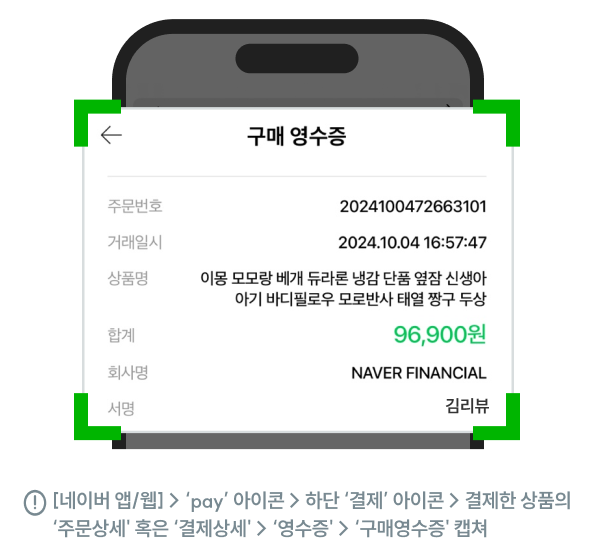 구매 영수증
주문번호 2024100472663101
거래일시 2024.10.04 16:57:47
상품명 이몽 모모랑 베개 듀라론 냉감 단품 옆잠 신생아
아기 바디필로우 모로반사 태열 짱구 두상
합계 96,900원
회사명 NAVER FINANCIAL
서명 김리뷰
[네이버 앱/웹] > ‘pay’ 아이콘 > 하단 ‘결제’ 아이콘 > 결제한 상품의
‘주문상세' 혹은 ‘결제상세’ > ‘영수증' > ‘구매영수증' 캡쳐